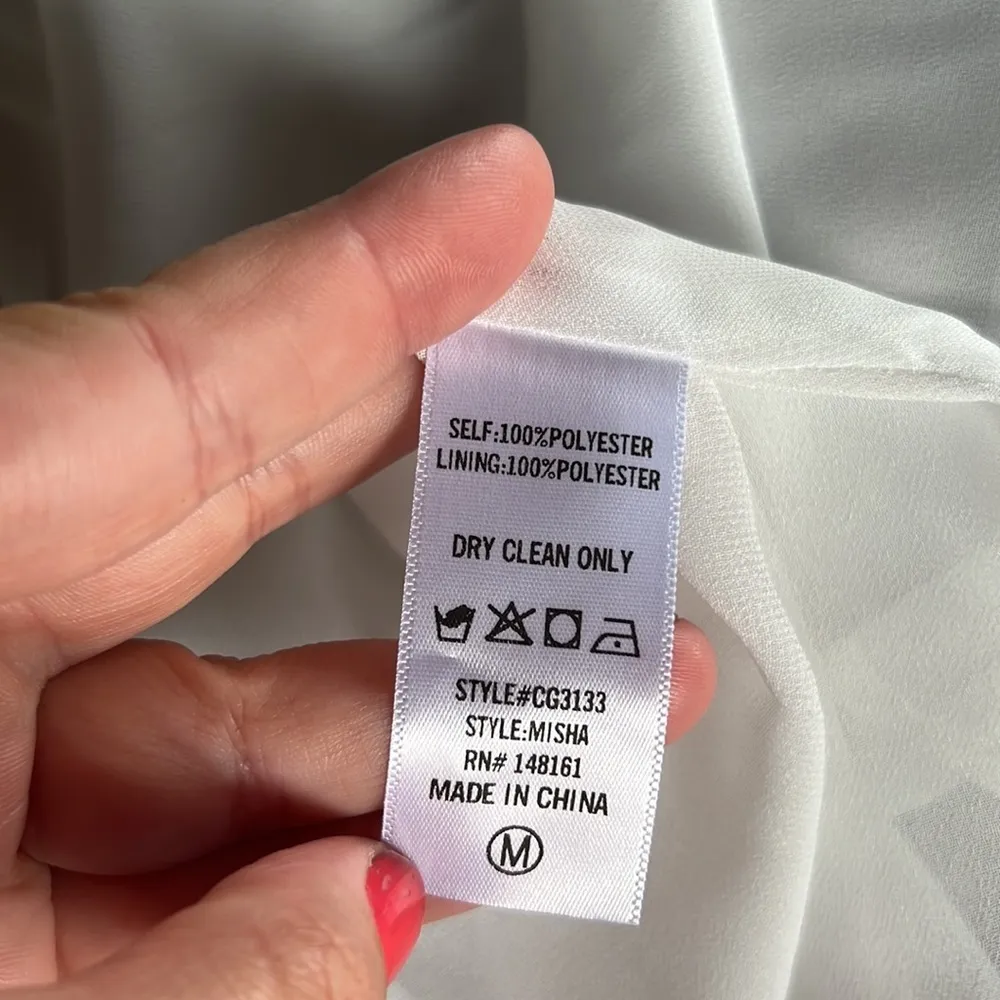 SELF:100%POLYESTER
LINING:100%POLYESTER
DRY CLEAN ONLY
STYLE#CG3133
STYLE:MISHA
RN# 148161
MADE IN CHINA
M